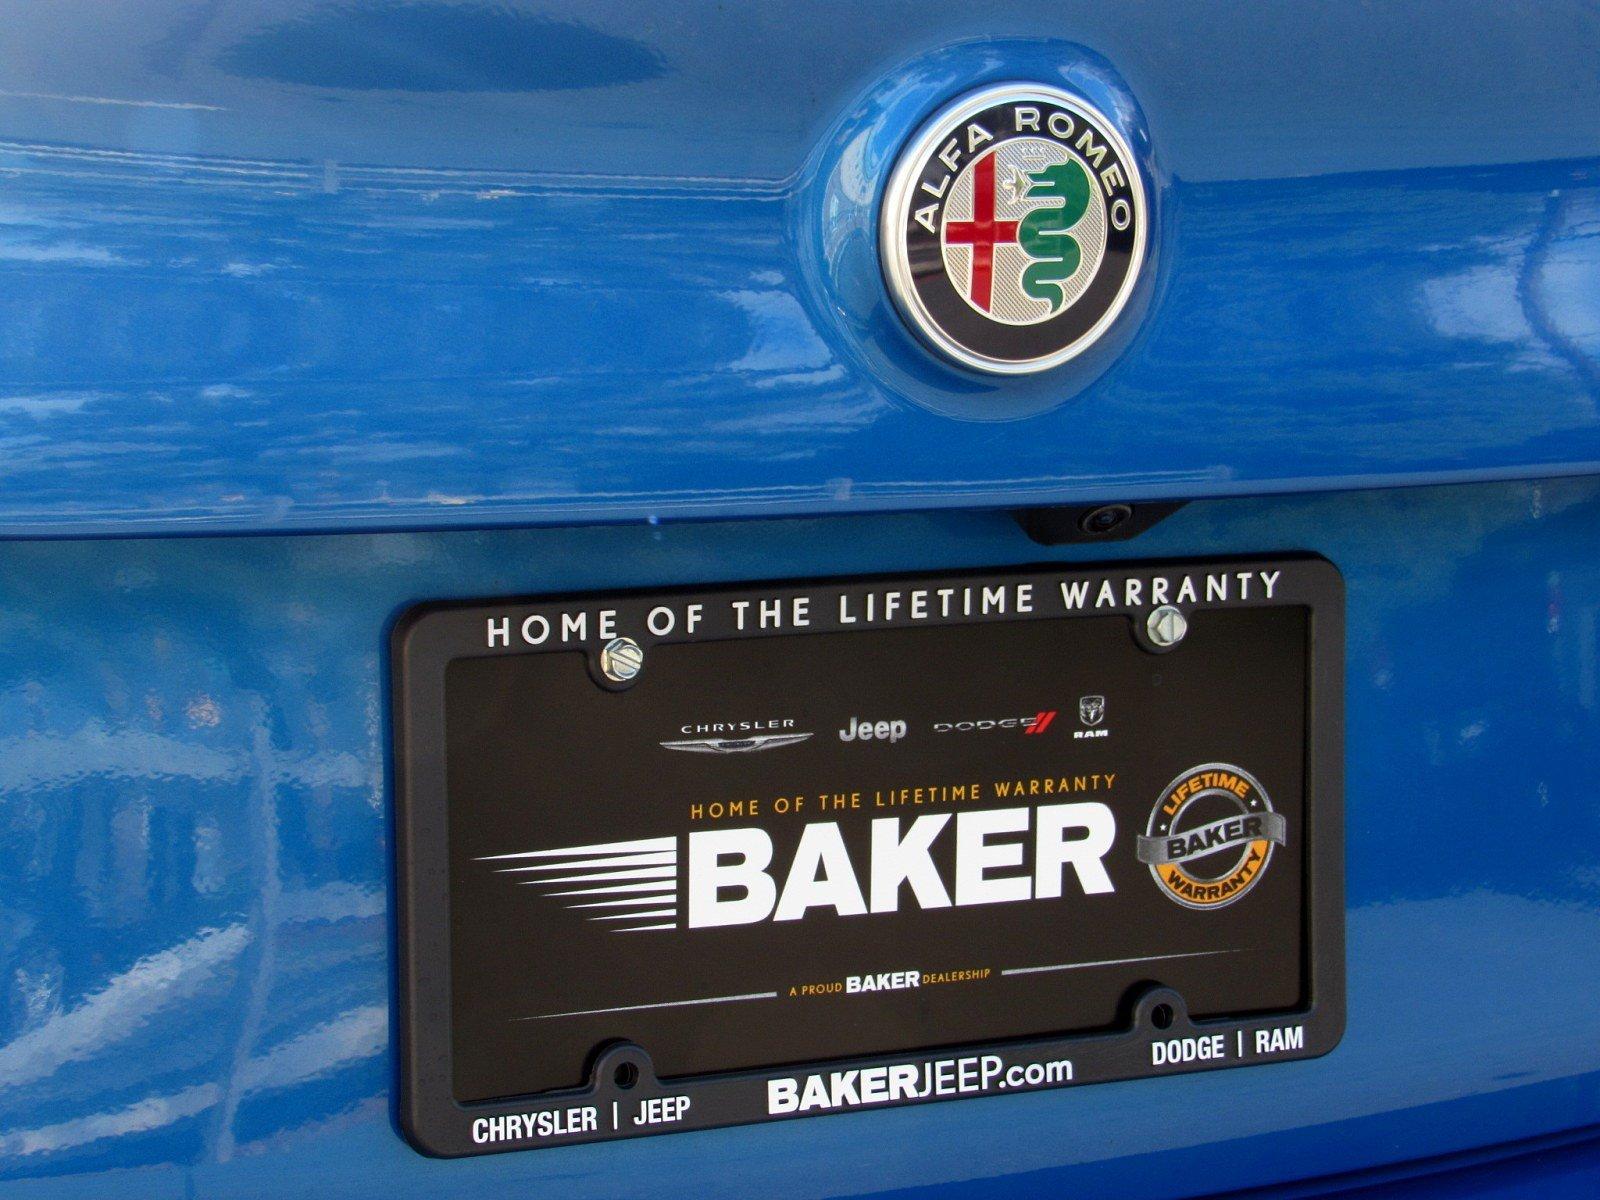 ALFA ROMEO
HOME OF THE LIFETIME WARRANTY
CHRYSLER Jeep DODGE RAM
HOME OF THE LIFETIME WARRANTY
BAKER
LIFETIME
BAKER
WARRANTY
A PROUD BAKER DEALERSHIP
CHRYSLER | JEEP BAKERJEEP.com DODGE | RAM